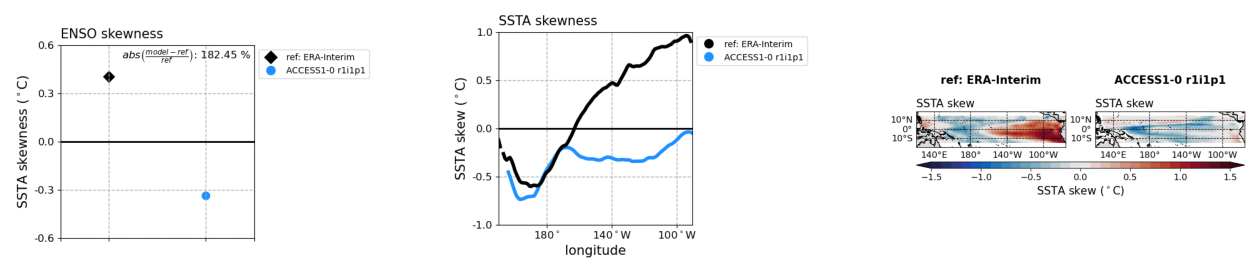 ENSO skewness
abs(model−ref/ref): 182.45 %
ref: ERA-Interim
ACCESS1-0 r1i1p1
SSTA skewness (°C)
0.6
0.3
0.0
−0.3
−0.6
SSTA skewness
ref: ERA-Interim
ACCESS1-0 r1i1p1
SSTA skew (°C)
1.0
0.5
0.0
-0.5
-1.0
180° 140°W 100°W
longitude
ref: ERA-Interim
SSTA skew
10°N
0°
10°S
140°E 180° 140°W 100°W
ACCESS1-0 r1i1p1
SSTA skew
10°N
0°
10°S
140°E 180° 140°W 100°W
−1.5 −1.0 −0.5 0.0 0.5 1.0 1.5
SSTA skew (°C)